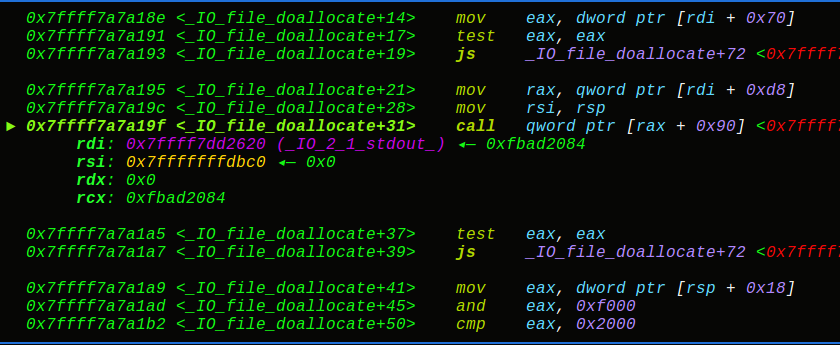 0x7ffff7a7a18e <_IO_file_doallocate+14> mov eax, dword ptr [rdi + 0x70]
0x7ffff7a7a191 <_IO_file_doallocate+17> test eax, eax
0x7ffff7a7a193 <_IO_file_doallocate+19> js _IO_file_doallocate+72 <0x7ffff7
0x7ffff7a7a195 <_IO_file_doallocate+21> mov rax, qword ptr [rdi + 0xd8]
0x7ffff7a7a19c <_IO_file_doallocate+28> mov rsi, rsp
► 0x7ffff7a7a19f <_IO_file_doallocate+31> call qword ptr [rax + 0x90] <0x7ffff7
rdi: 0x7ffff7dd2620 (_IO_2_1_stdout_) ◂— 0xfbad2084
rsi: 0x7fffffffdbc0 ◂— 0x0
rdx: 0x0
rcx: 0xfbad2084
0x7ffff7a7a1a5 <_IO_file_doallocate+37> test eax, eax
0x7ffff7a7a1a7 <_IO_file_doallocate+39> js _IO_file_doallocate+72 <0x7ffff7
0x7ffff7a7a1a9 <_IO_file_doallocate+41> mov eax, dword ptr [rsp + 0x18]
0x7ffff7a7a1ad <_IO_file_doallocate+45> and eax, 0xf000
0x7ffff7a7a1b2 <_IO_file_doallocate+50> cmp eax, 0x2000